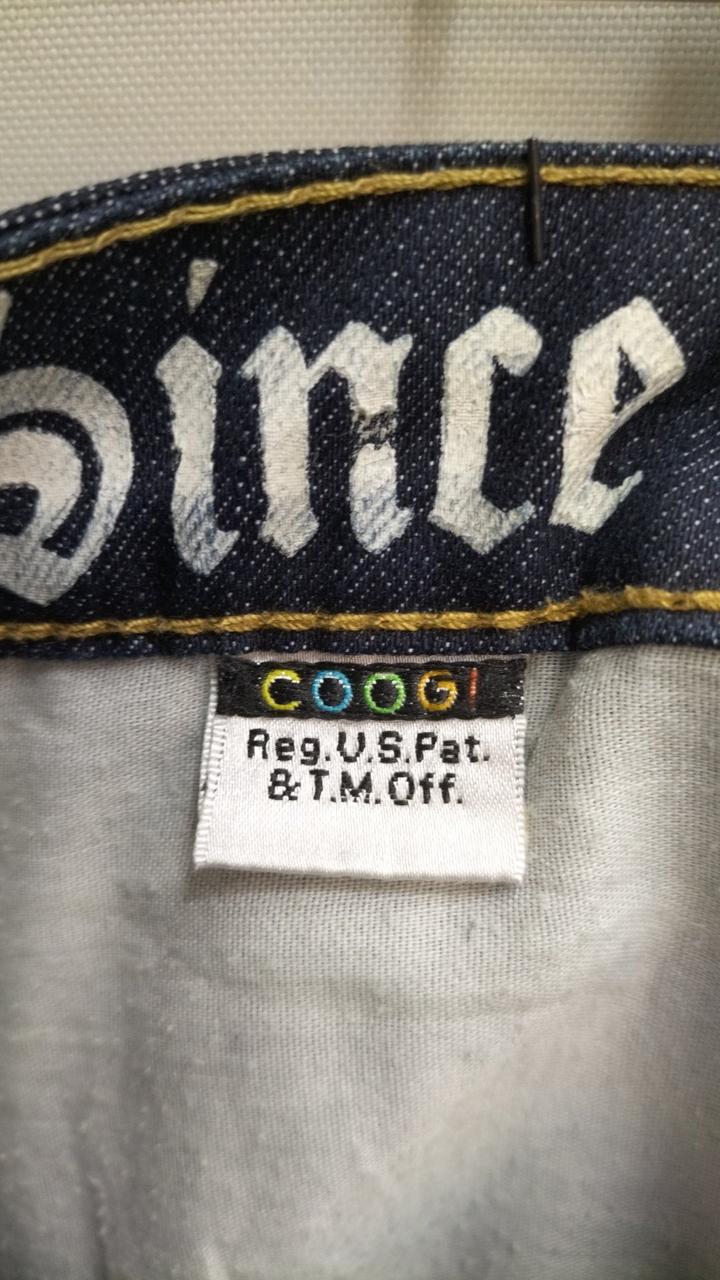 Since
COOGI
Reg.U.S.Pat.
& T.M.Off.